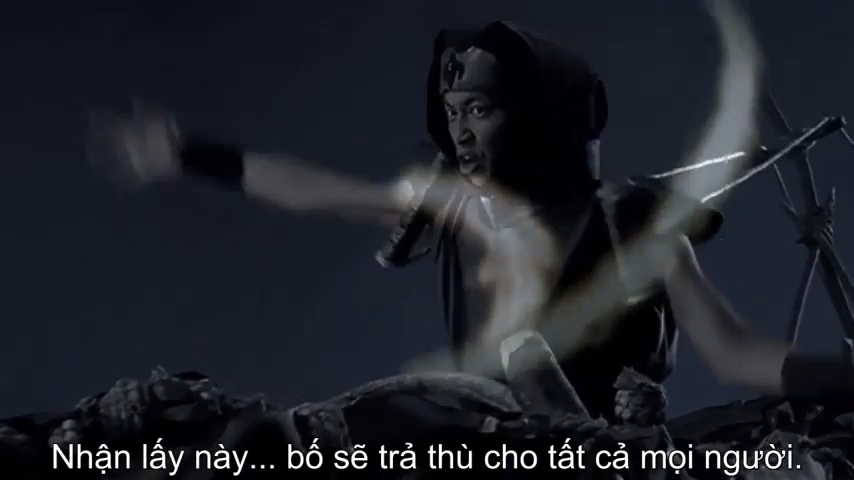 Nhận lấy này... bố sẽ trả thù cho tất cả mọi người.